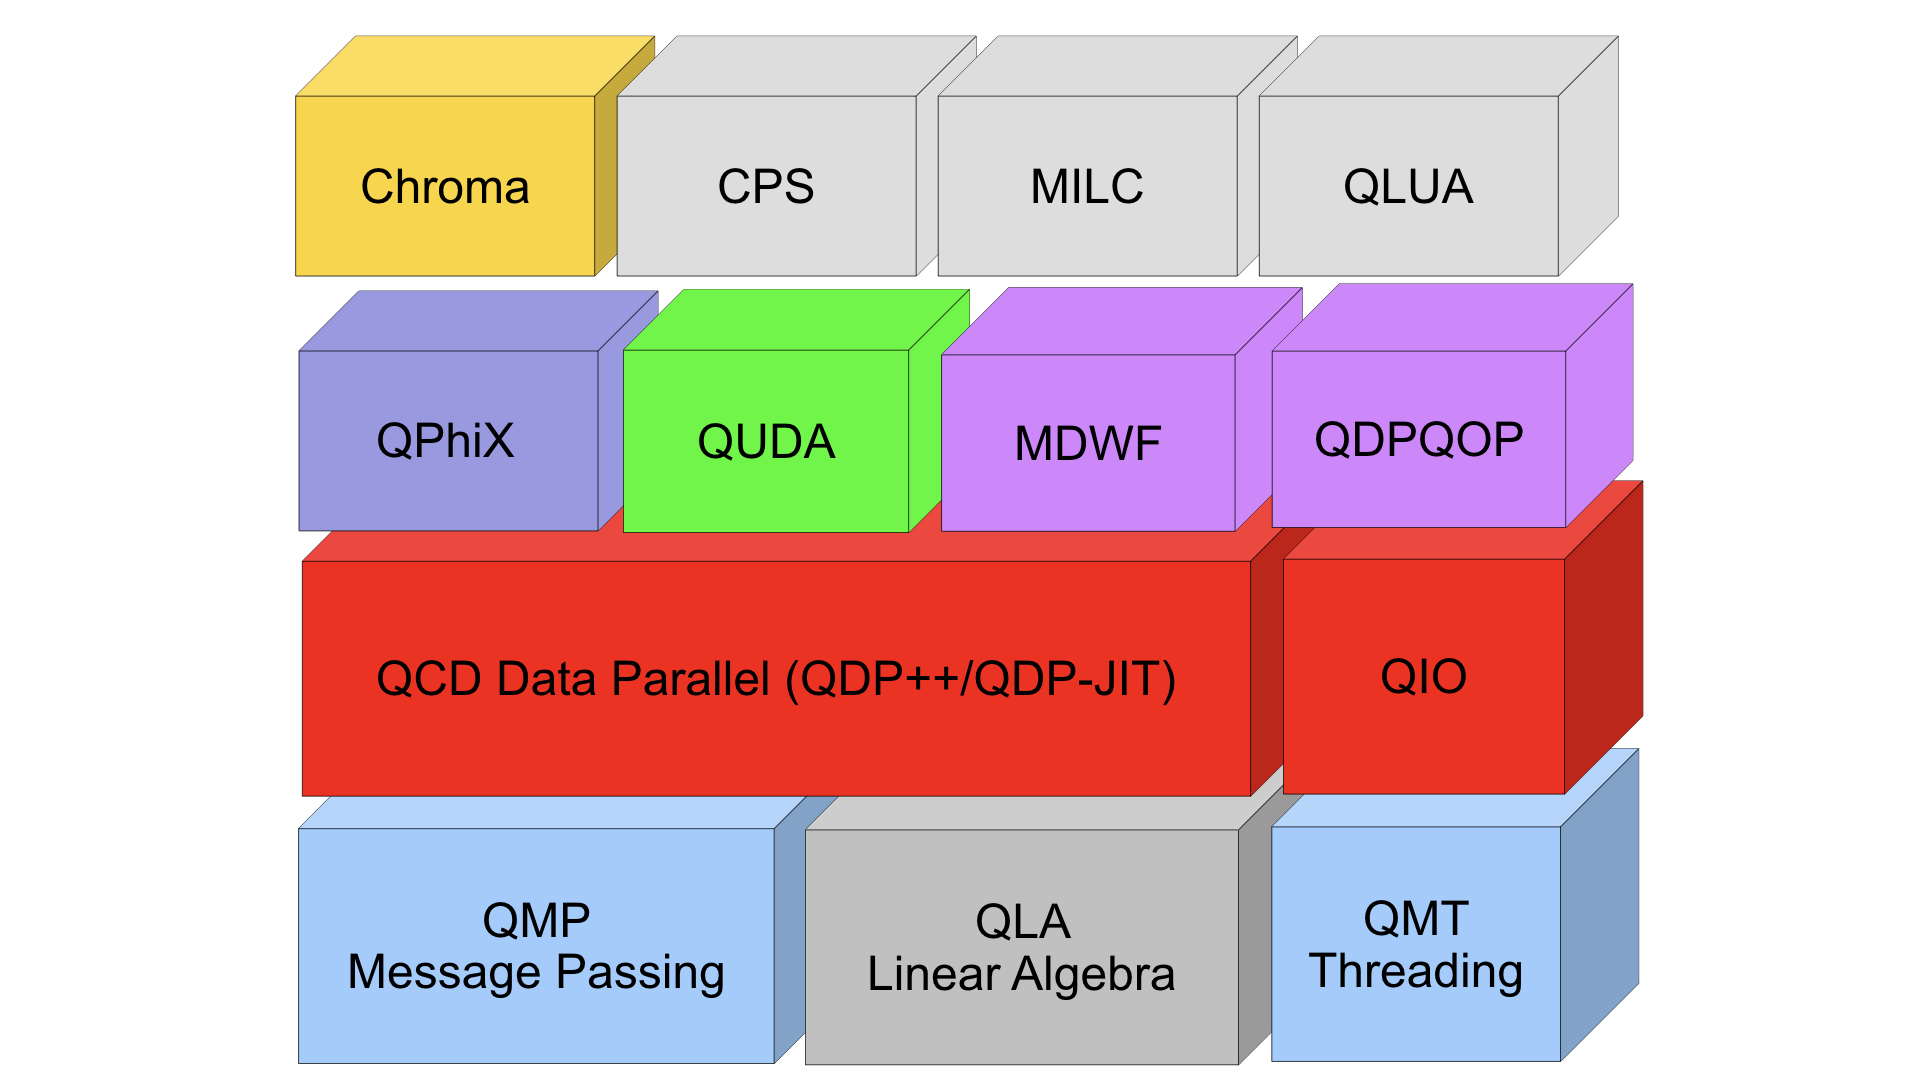 Chroma
CPS
MILC
QLUA
QPhiX
QUDA
MDWF
QDPQOP
QCD Data Parallel (QDP++/QDP-JIT)
QIO
QMP
Message Passing
QLA
Linear Algebra
QMT
Threading